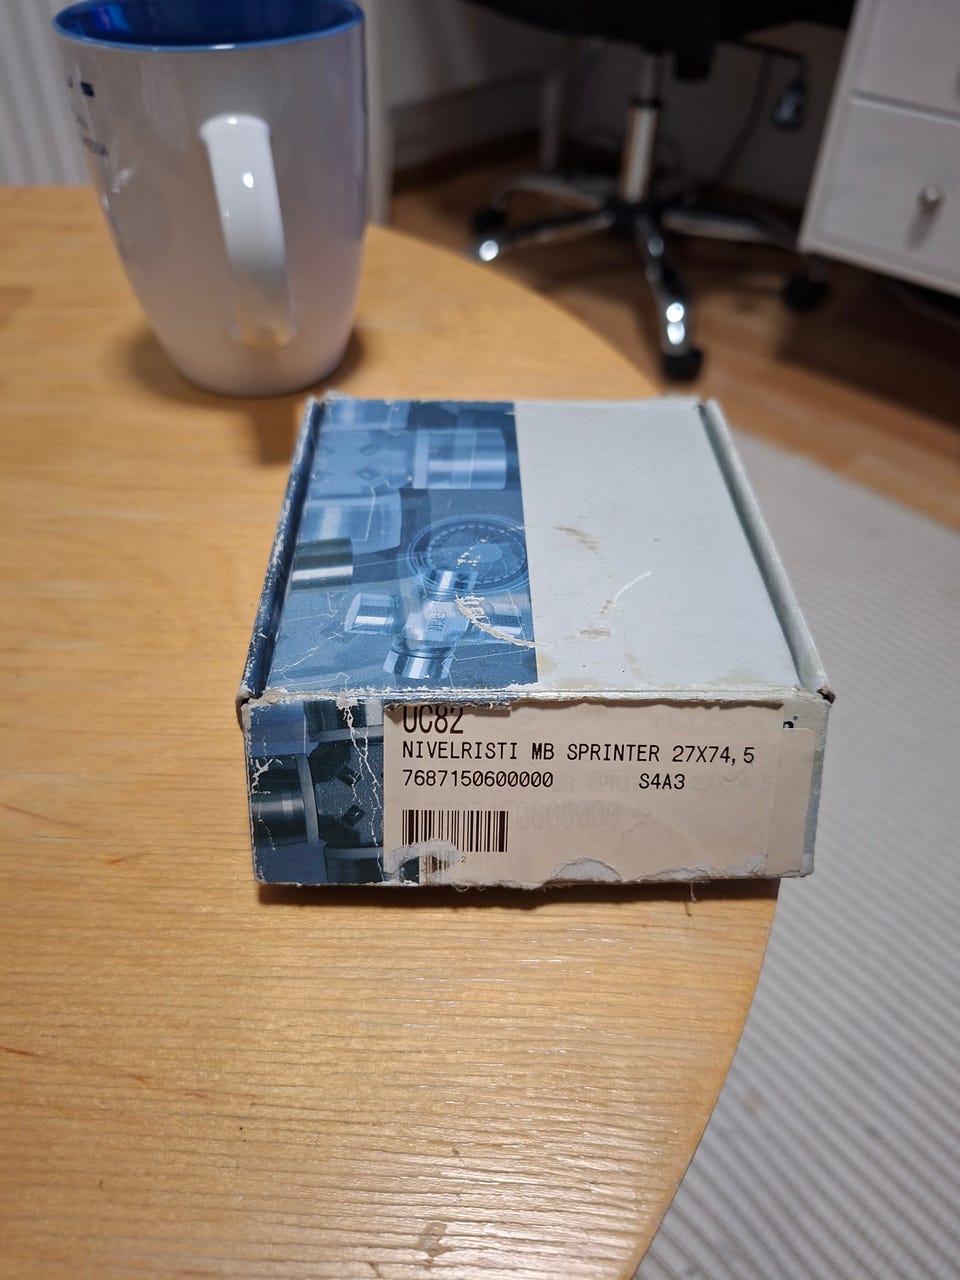 UC82
NIVELRISTI MB SPRINTER 27X74,5
7687150600000 S4A3